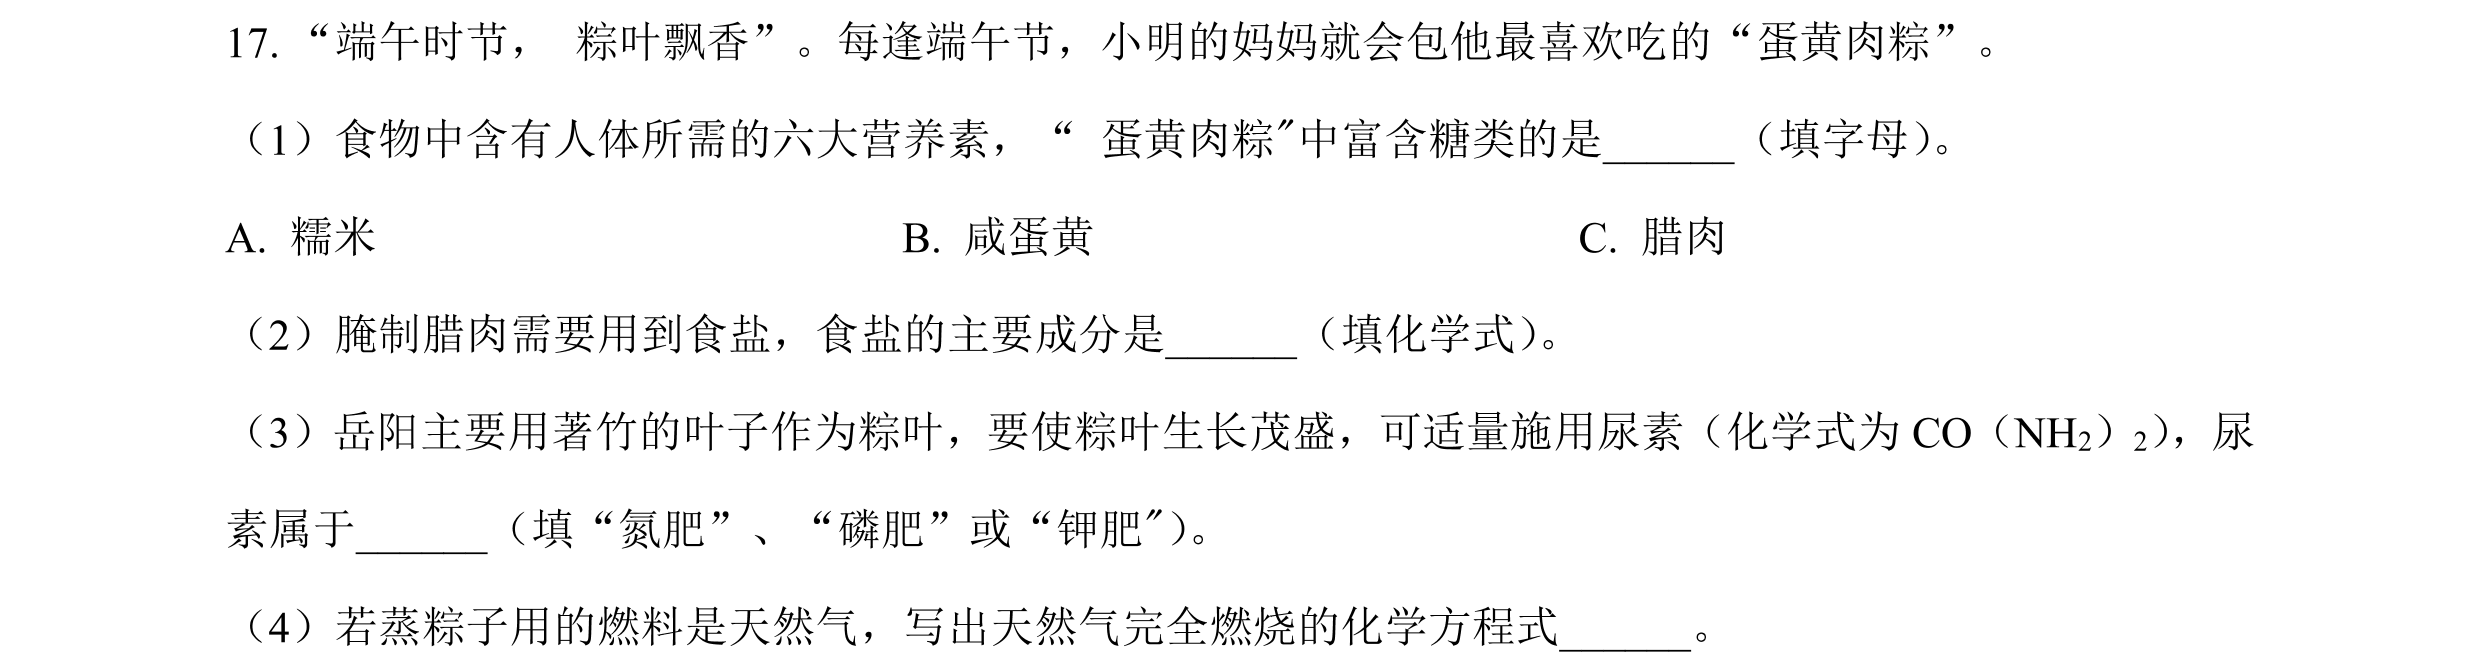 17. “端午时节， 粽叶飘香”。每逢端午节，小明的妈妈就会包他最喜欢吃的“蛋黄肉粽”。
（1）食物中含有人体所需的六大营养素，“ 蛋黄肉粽″中富含糖类的是______（填字母）。
A. 糯米 B. 咸蛋黄 C. 腊肉
（2）腌制腊肉需要用到食盐，食盐的主要成分是______（填化学式）。
（3）岳阳主要用著竹的叶子作为粽叶，要使粽叶生长茂盛，可适量施用尿素（化学式为 CO（NH₂）₂），尿
素属于______（填“氮肥”、“磷肥”或“钾肥″）。
（4）若蒸粽子用的燃料是天然气，写出天然气完全燃烧的化学方程式______。